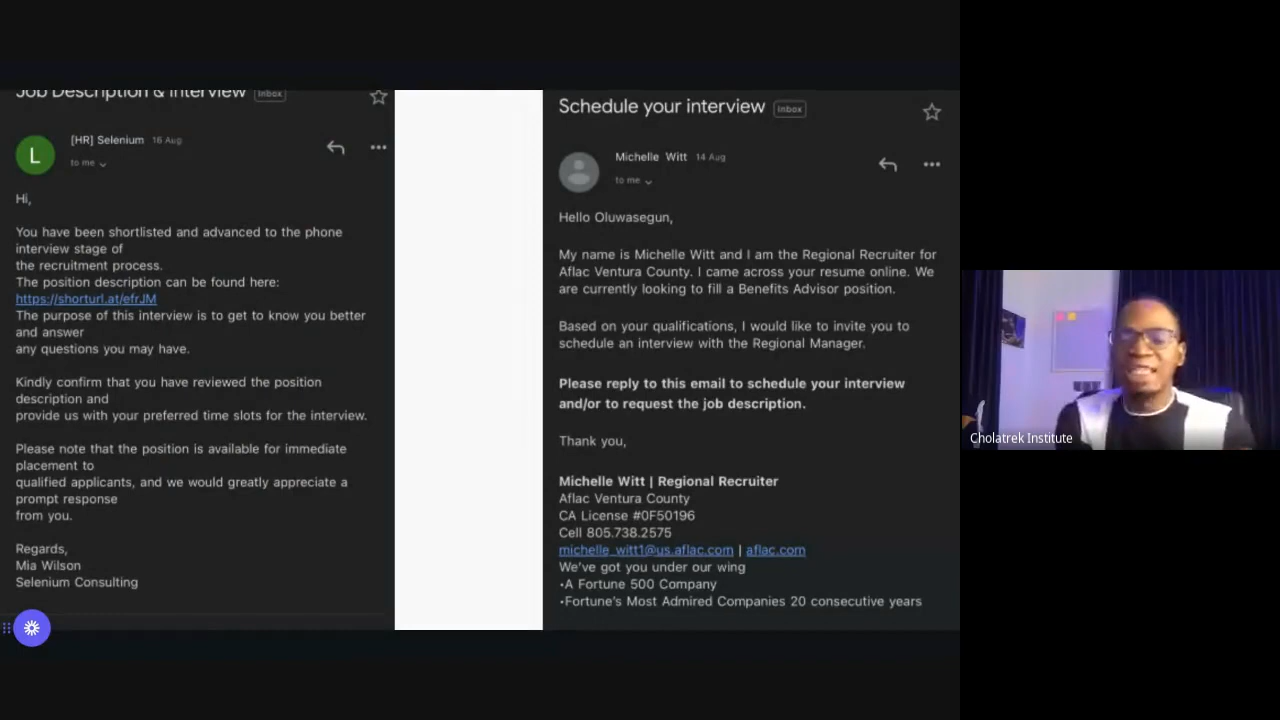 Job Description & Interview Inbox
[HR] Selenium 16 Aug
L
to me
Hi,
You have been shortlisted and advanced to the phone
interview stage of
the recruitment process.
The position description can be found here:
https://shorturl.at/efrJM
The purpose of this interview is to get to know you better
and answer
any questions you may have.
Kindly confirm that you have reviewed the position
description and
provide us with your preferred time slots for the interview.
Please note that the position is available for immediate
placement to
qualified applicants, and we would greatly appreciate a
prompt response
from you.
Regards,
Mia Wilson
Selenium Consulting
Schedule your interview Inbox
Michelle Witt 14 Aug
to me
Hello Oluwasegun,
My name is Michelle Witt and I am the Regional Recruiter for
Aflac Ventura County. I came across your resume online. We
are currently looking to fill a Benefits Advisor position.
Based on your qualifications, I would like to invite you to
schedule an interview with the Regional Manager.
Please reply to this email to schedule your interview
and/or to request the job description.
Thank you,
Michelle Witt | Regional Recruiter
Aflac Ventura County
CA License #0F50196
Cell 805.738.2575
michelle_witt1@us.aflac.com | aflac.com
We've got you under our wing
•A Fortune 500 Company
•Fortune's Most Admired Companies 20 consecutive years
Cholatrek Institute